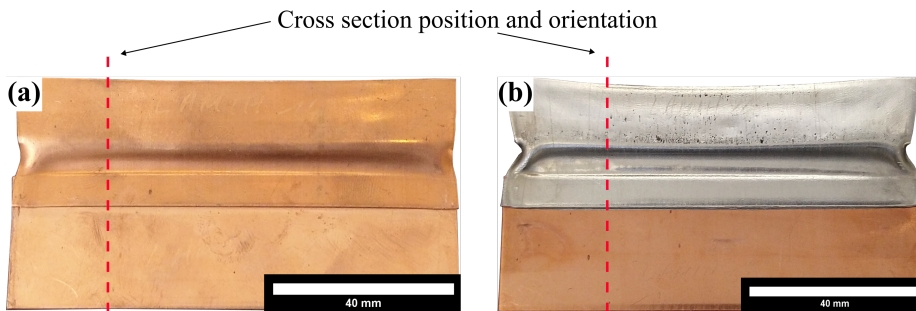 Cross section position and orientation
(a)
(b)
40 mm
40 mm